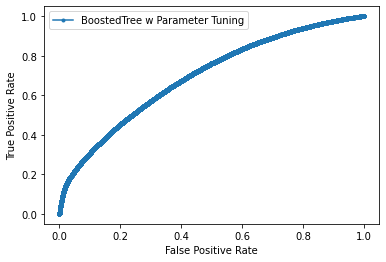 BoostedTree w Parameter Tuning
1.0
0.8
0.6
0.4
0.2
0.0
True Positive Rate
0.0 0.2 0.4 0.6 0.8 1.0
False Positive Rate